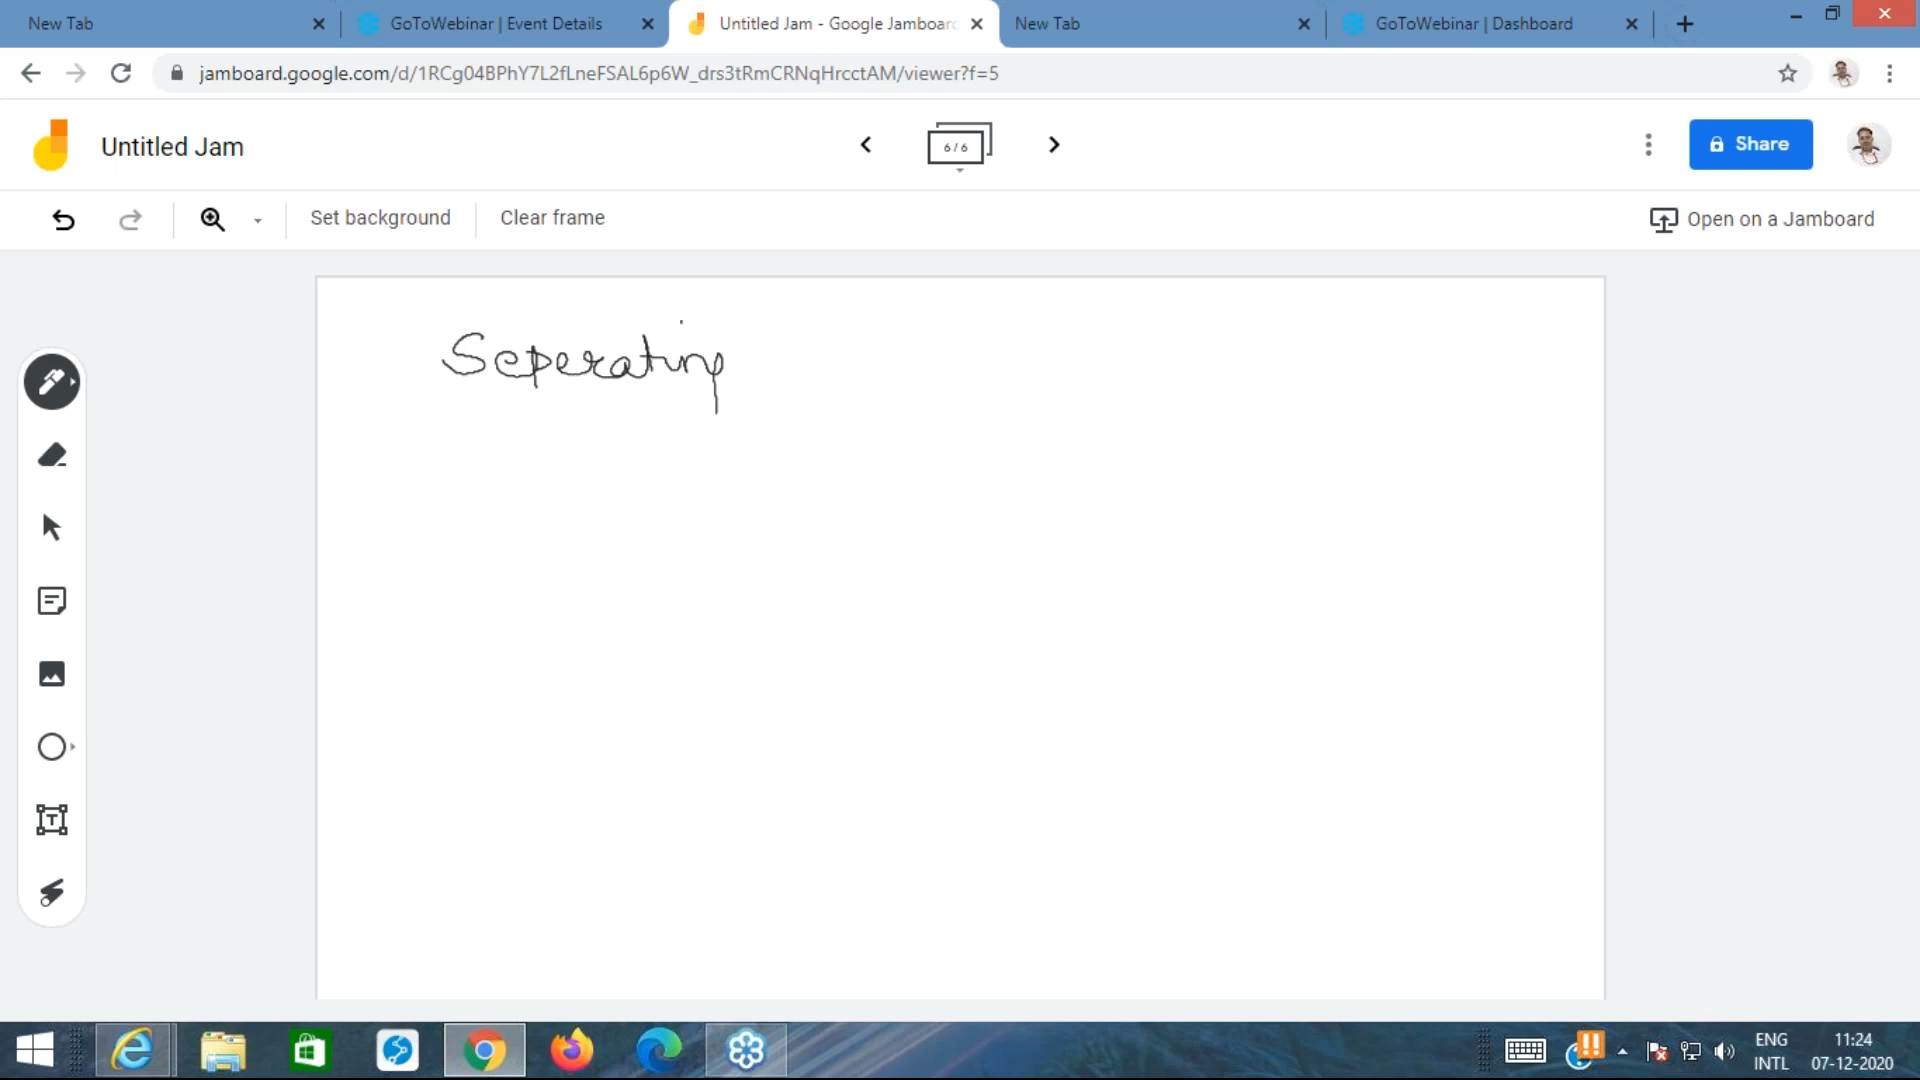 New Tab
GoToWebinar | Event Details
Untitled Jam - Google Jamboard
New Tab
GoToWebinar | Dashboard
jamboard.google.com/d/1RCg04BPhY7L2fLneFSAL6p6W_drs3tRmCRNqHrcctAM/viewer?f=5
Untitled Jam
6 / 6
Share
Set background
Clear frame
Open on a Jamboard
Seperating
ENG
INTL
11:24
07-12-2020